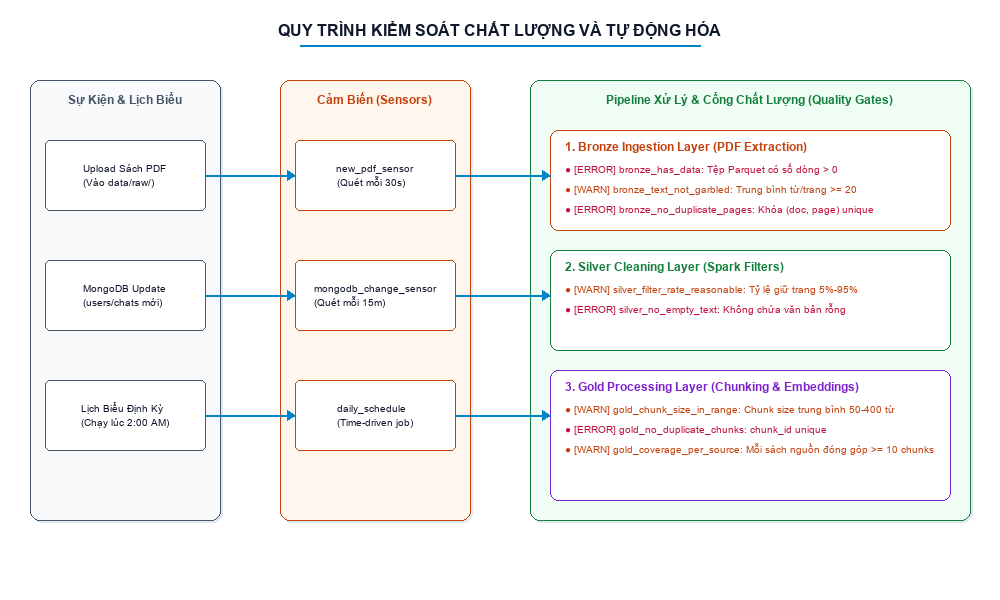 QUY TRÌNH KIỂM SOÁT CHẤT LƯỢNG VÀ TỰ ĐỘNG HÓA
Sự Kiện & Lịch Biểu
Upload Sách PDF
(Vào data/raw/)
MongoDB Update
(users/chats mới)
Lịch Biểu Định Kỳ
(Chạy lúc 2:00 AM)
Cảm Biến (Sensors)
new_pdf_sensor
(Quét mỗi 30s)
mongodb_change_sensor
(Quét mỗi 15m)
daily_schedule
(Time-driven job)
Pipeline Xử Lý & Cổng Chất Lượng (Quality Gates)
1. Bronze Ingestion Layer (PDF Extraction)
● [ERROR] bronze_has_data: Tệp Parquet có số dòng > 0
● [WARN] bronze_text_not_garbled: Trung bình từ/trang >= 20
● [ERROR] bronze_no_duplicate_pages: Khóa (doc, page) unique
2. Silver Cleaning Layer (Spark Filters)
● [WARN] silver_filter_rate_reasonable: Tỷ lệ giữ trang 5%-95%
● [ERROR] silver_no_empty_text: Không chứa văn bản rỗng
3. Gold Processing Layer (Chunking & Embeddings)
● [WARN] gold_chunk_size_in_range: Chunk size trung bình 50-400 từ
● [ERROR] gold_no_duplicate_chunks: chunk_id unique
● [WARN] gold_coverage_per_source: Mỗi sách nguồn đóng góp >= 10 chunks